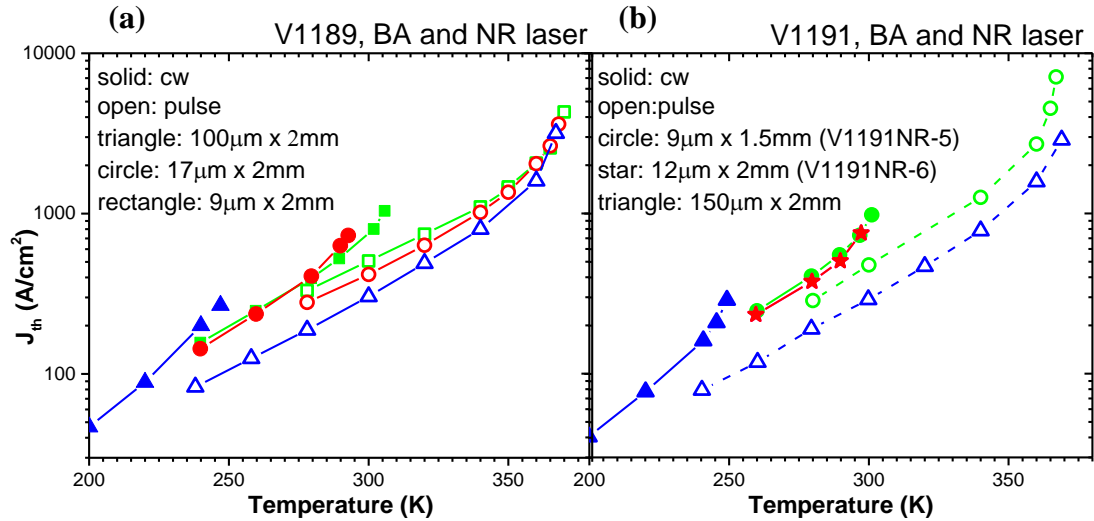 (a)
V1189, BA and NR laser
solid: cw
open: pulse
triangle: 100μm x 2mm
circle: 17μm x 2mm
rectangle: 9μm x 2mm
10000
1000
100
J_th (A/cm²)
200 250 300 350 200
Temperature (K)
(b)
V1191, BA and NR laser
solid: cw
open:pulse
circle: 9μm x 1.5mm (V1191NR-5)
star: 12μm x 2mm (V1191NR-6)
triangle: 150μm x 2mm
250 300 350
Temperature (K)